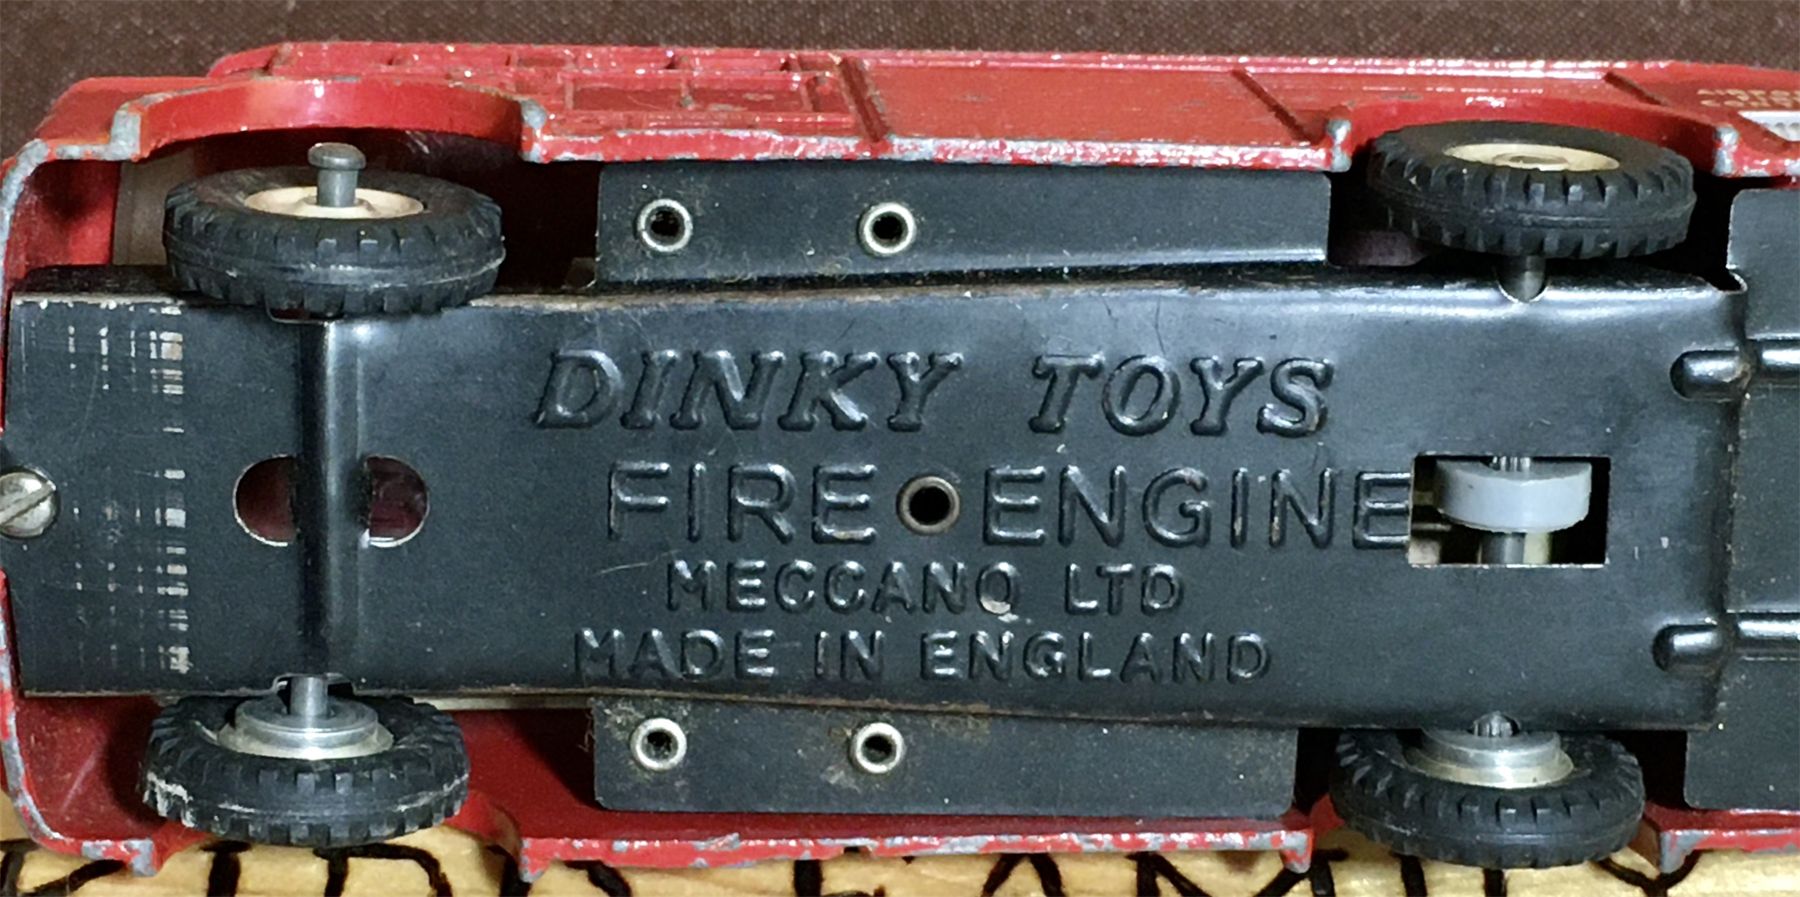 DINKY TOYS
FIRE ENGINE
MECCANO LTD
MADE IN ENGLAND